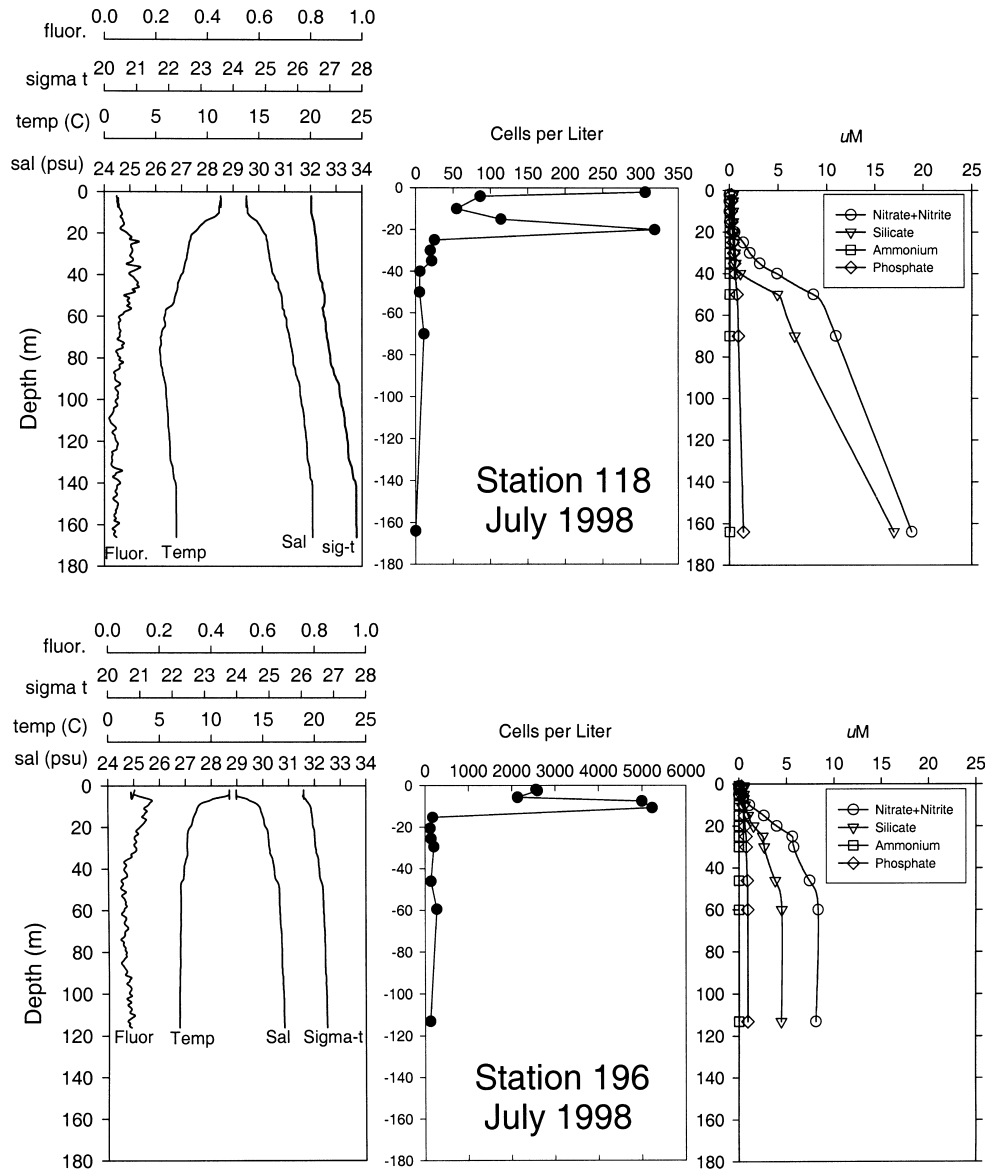 fluor. 0.0 0.2 0.4 0.6 0.8 1.0
sigma t 20 21 22 23 24 25 26 27 28
temp (C) 0 5 10 15 20 25
sal (psu) 24 25 26 27 28 29 30 31 32 33 34
Depth (m)
0
20
40
60
80
100
120
140
160
180
Fluor. Temp Sal sig-t
Cells per Liter
0 50 100 150 200 250 300 350
0
-20
-40
-60
-80
-100
-120
-140
-160
-180
Station 118
July 1998
uM
0 5 10 15 20 25
0
20
40
60
80
100
120
140
160
180
Nitrate+Nitrite
Silicate
Ammonium
Phosphate
fluor. 0.0 0.2 0.4 0.6 0.8 1.0
sigma t 20 21 22 23 24 25 26 27 28
temp (C) 0 5 10 15 20 25
sal (psu) 24 25 26 27 28 29 30 31 32 33 34
Depth (m)
0
20
40
60
80
100
120
140
160
180
Fluor Temp Sal Sigma-t
Cells per Liter
0 1000 2000 3000 4000 5000 6000
0
-20
-40
-60
-80
-100
-120
-140
-160
-180
Station 196
July 1998
uM
0 5 10 15 20 25
0
20
40
60
80
100
120
140
160
180
Nitrate+Nitrite
Silicate
Ammonium
Phosphate